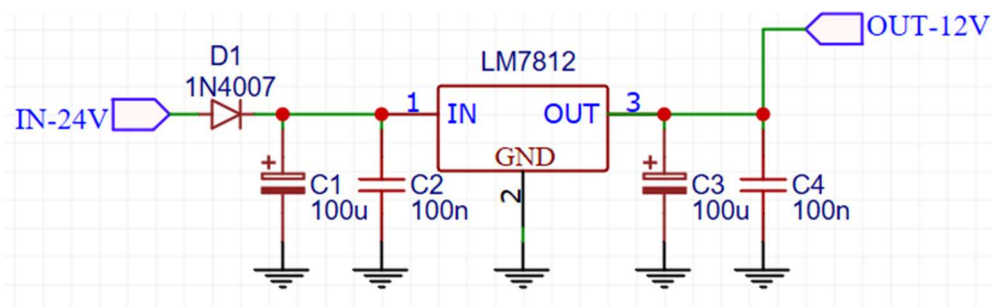 OUT-12V
D1
1N4007
LM7812
IN-24V
1
IN
OUT
3
GND
2
+
C1
100u
C2
100n
+
C3
100u
C4
100n